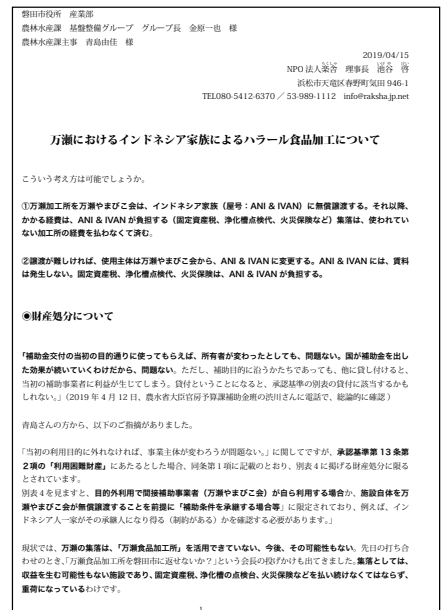 磐田市役所 産業部
農林水産課 基盤整備グループ グループ長 金原一也 様
農林水産課主事 青島由佳 様
2019/04/15
NPO 法人楽舎 理事長 池谷 啓
浜松市天竜区春野町気田 946-1
TEL080-5412-6370 / 53-989-1112 info@raksha.jp.net
万瀬におけるインドネシア家族によるハラール食品加工について
こういう考え方は可能でしょうか。
①万瀬加工所を万瀬やまびこ会は、インドネシア家族(屋号:ANI & IVAN)に無償譲渡する。それ以降、
かかる経費は、ANI & IVAN が負担する(固定資産税、浄化槽点検代、火災保険など)集落は、使われてい
ない加工所の経費を払わなくて済む。
②譲渡が難しければ、使用主体は万瀬やまびこ会から、ANI & IVAN に変更する。ANI & IVAN には、賃料
は発生しない。固定資産税、浄化槽点検、火災保険は、ANI & IVAN が負担する。
◉財産処分について
「補助金交付の当初の目的通りに使ってもらえば、所有者が変わったとしても、問題ない。国が補助金を出し
た効果が続いていくわけだから、問題ない。ただし、補助目的に沿うかたちであっても、他に貸し付けると、
当初の補助事業者に利益が生じてしまう。貸付ということになると、承認基準の別表の貸付に該当するかも
しれない。」(2019 年 4 月 12 日、農水省大臣官房予算課補助金班の渋川さんに電話で、総論的に確認)
青島さんの方から、以下のご指摘がありました。
「当初の利用目的に外れなければ、事業主体が変わろうが問題ない。」に関してですが、承認基準第 13 条第
2項の「利用困難財産」にあたるとした場合、同条第 1 項に記載のとおり、別表 4 に掲げる財産処分に限る
とされています。
別表 4 を見ますと、目的外利用で間接補助事業者(万瀬やまびこ会)が自ら利用する場合か、施設自体を万
瀬やまびこ会が無償譲渡することを前提に「補助条件を承継する場合等」に限定されており、例えば、イン
ドネシア人一家がその承継人になり得る(制約がある)かを確認する必要があります。」
現状では、万瀬の集落は、「万瀬食品加工所」を活用できていない、今後、その可能性もない。先日の打ち合
わせのとき、「万瀬食品加工所を磐田市に返せないか?」という会長の投げかけも出てきました。集落としては、
収益を生む可能性もない施設であり、固定資産税、浄化槽の点検台、火災保険などを払い続けなくてはならず、
重荷になっているわけです。
1